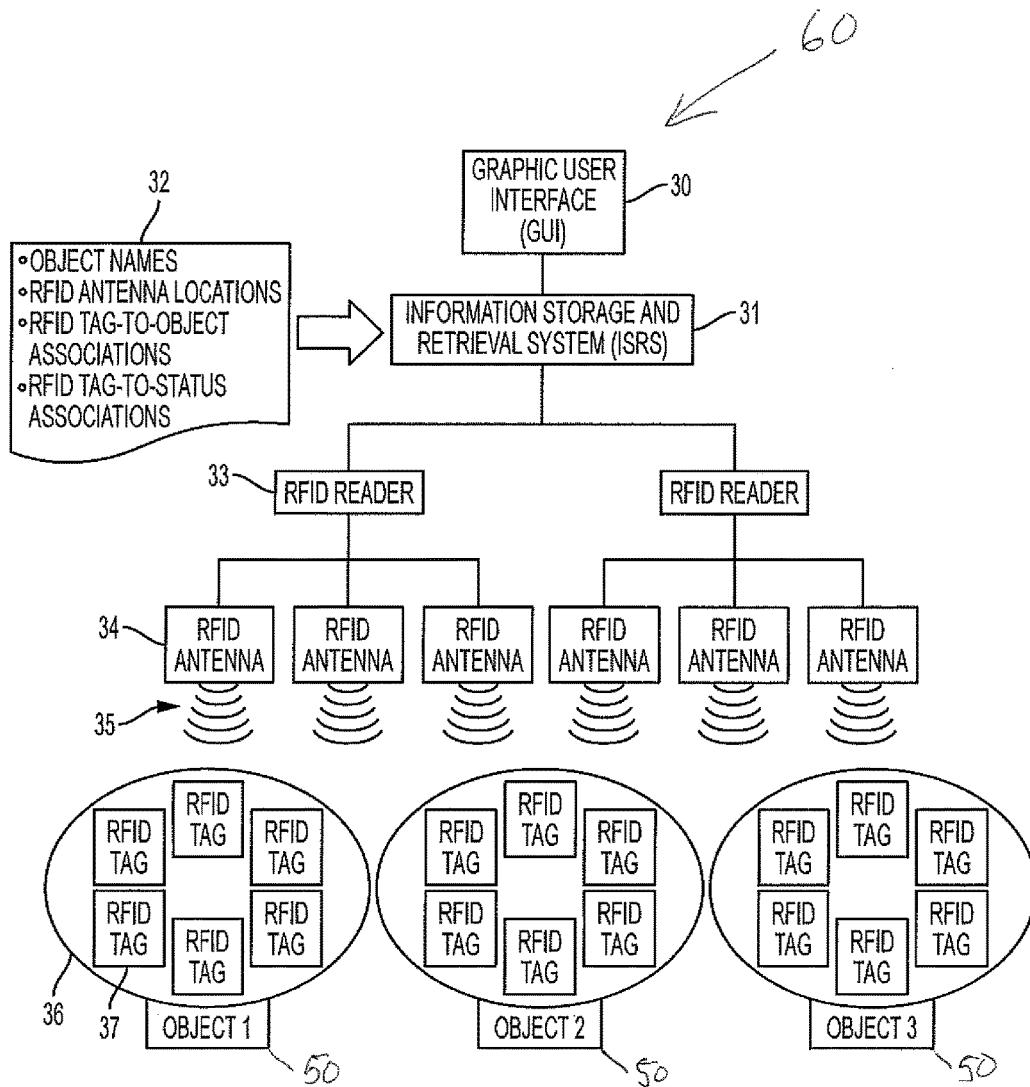 60
GRAPHIC USER
INTERFACE
(GUI)
30
32
◦OBJECT NAMES
◦RFID ANTENNA LOCATIONS
◦RFID TAG-TO-OBJECT
ASSOCIATIONS
◦RFID TAG-TO-STATUS
ASSOCIATIONS
INFORMATION STORAGE AND
RETRIEVAL SYSTEM (ISRS)
31
33
RFID READER
RFID READER
34
RFID
ANTENNA
RFID
ANTENNA
RFID
ANTENNA
RFID
ANTENNA
RFID
ANTENNA
RFID
ANTENNA
35
RFID
TAG
RFID
TAG
RFID
TAG
RFID
TAG
RFID
TAG
RFID
TAG
36
37
OBJECT 1
50
RFID
TAG
RFID
TAG
RFID
TAG
RFID
TAG
RFID
TAG
RFID
TAG
OBJECT 2
50
RFID
TAG
RFID
TAG
RFID
TAG
RFID
TAG
RFID
TAG
RFID
TAG
OBJECT 3
50